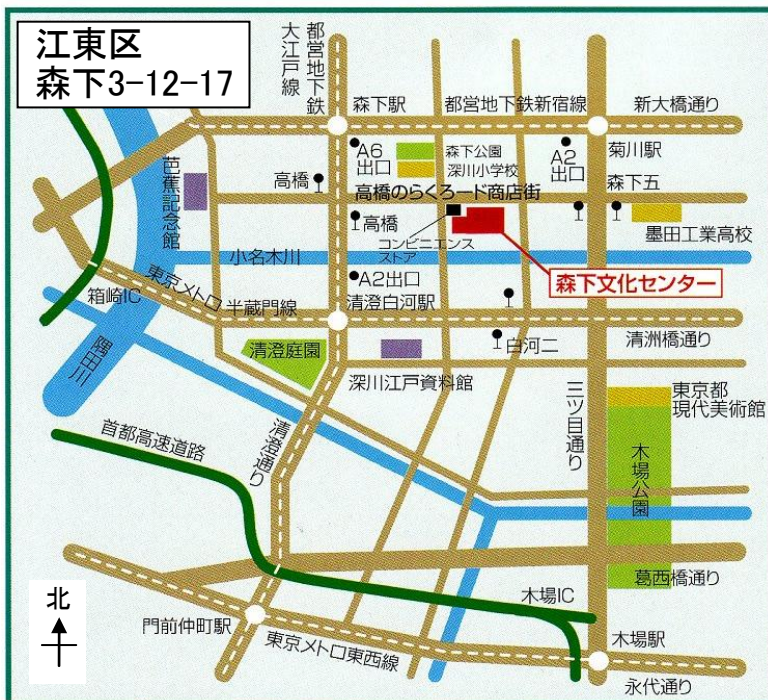 江東区
森下3-12-17
都営地下鉄
大江戸線
森下駅
都営地下鉄新宿線
新大橋通り
A6
出口
森下公園
深川小学校
A2
出口
菊川駅
芭蕉記念館
高橋
高橋のらくろード商店街
森下五
高橋
コンビニエンス
ストア
墨田工業高校
小名木川
東京メトロ
半蔵門線
A2出口
森下文化センター
箱崎IC
清澄白河駅
清洲橋通り
隅田川
清澄庭園
白河二
深川江戸資料館
三ツ目通り
東京都
現代美術館
首都高速道路
清澄通り
木場公園
葛西橋通り
北
木場IC
門前仲町駅
東京メトロ東西線
木場駅
永代通り